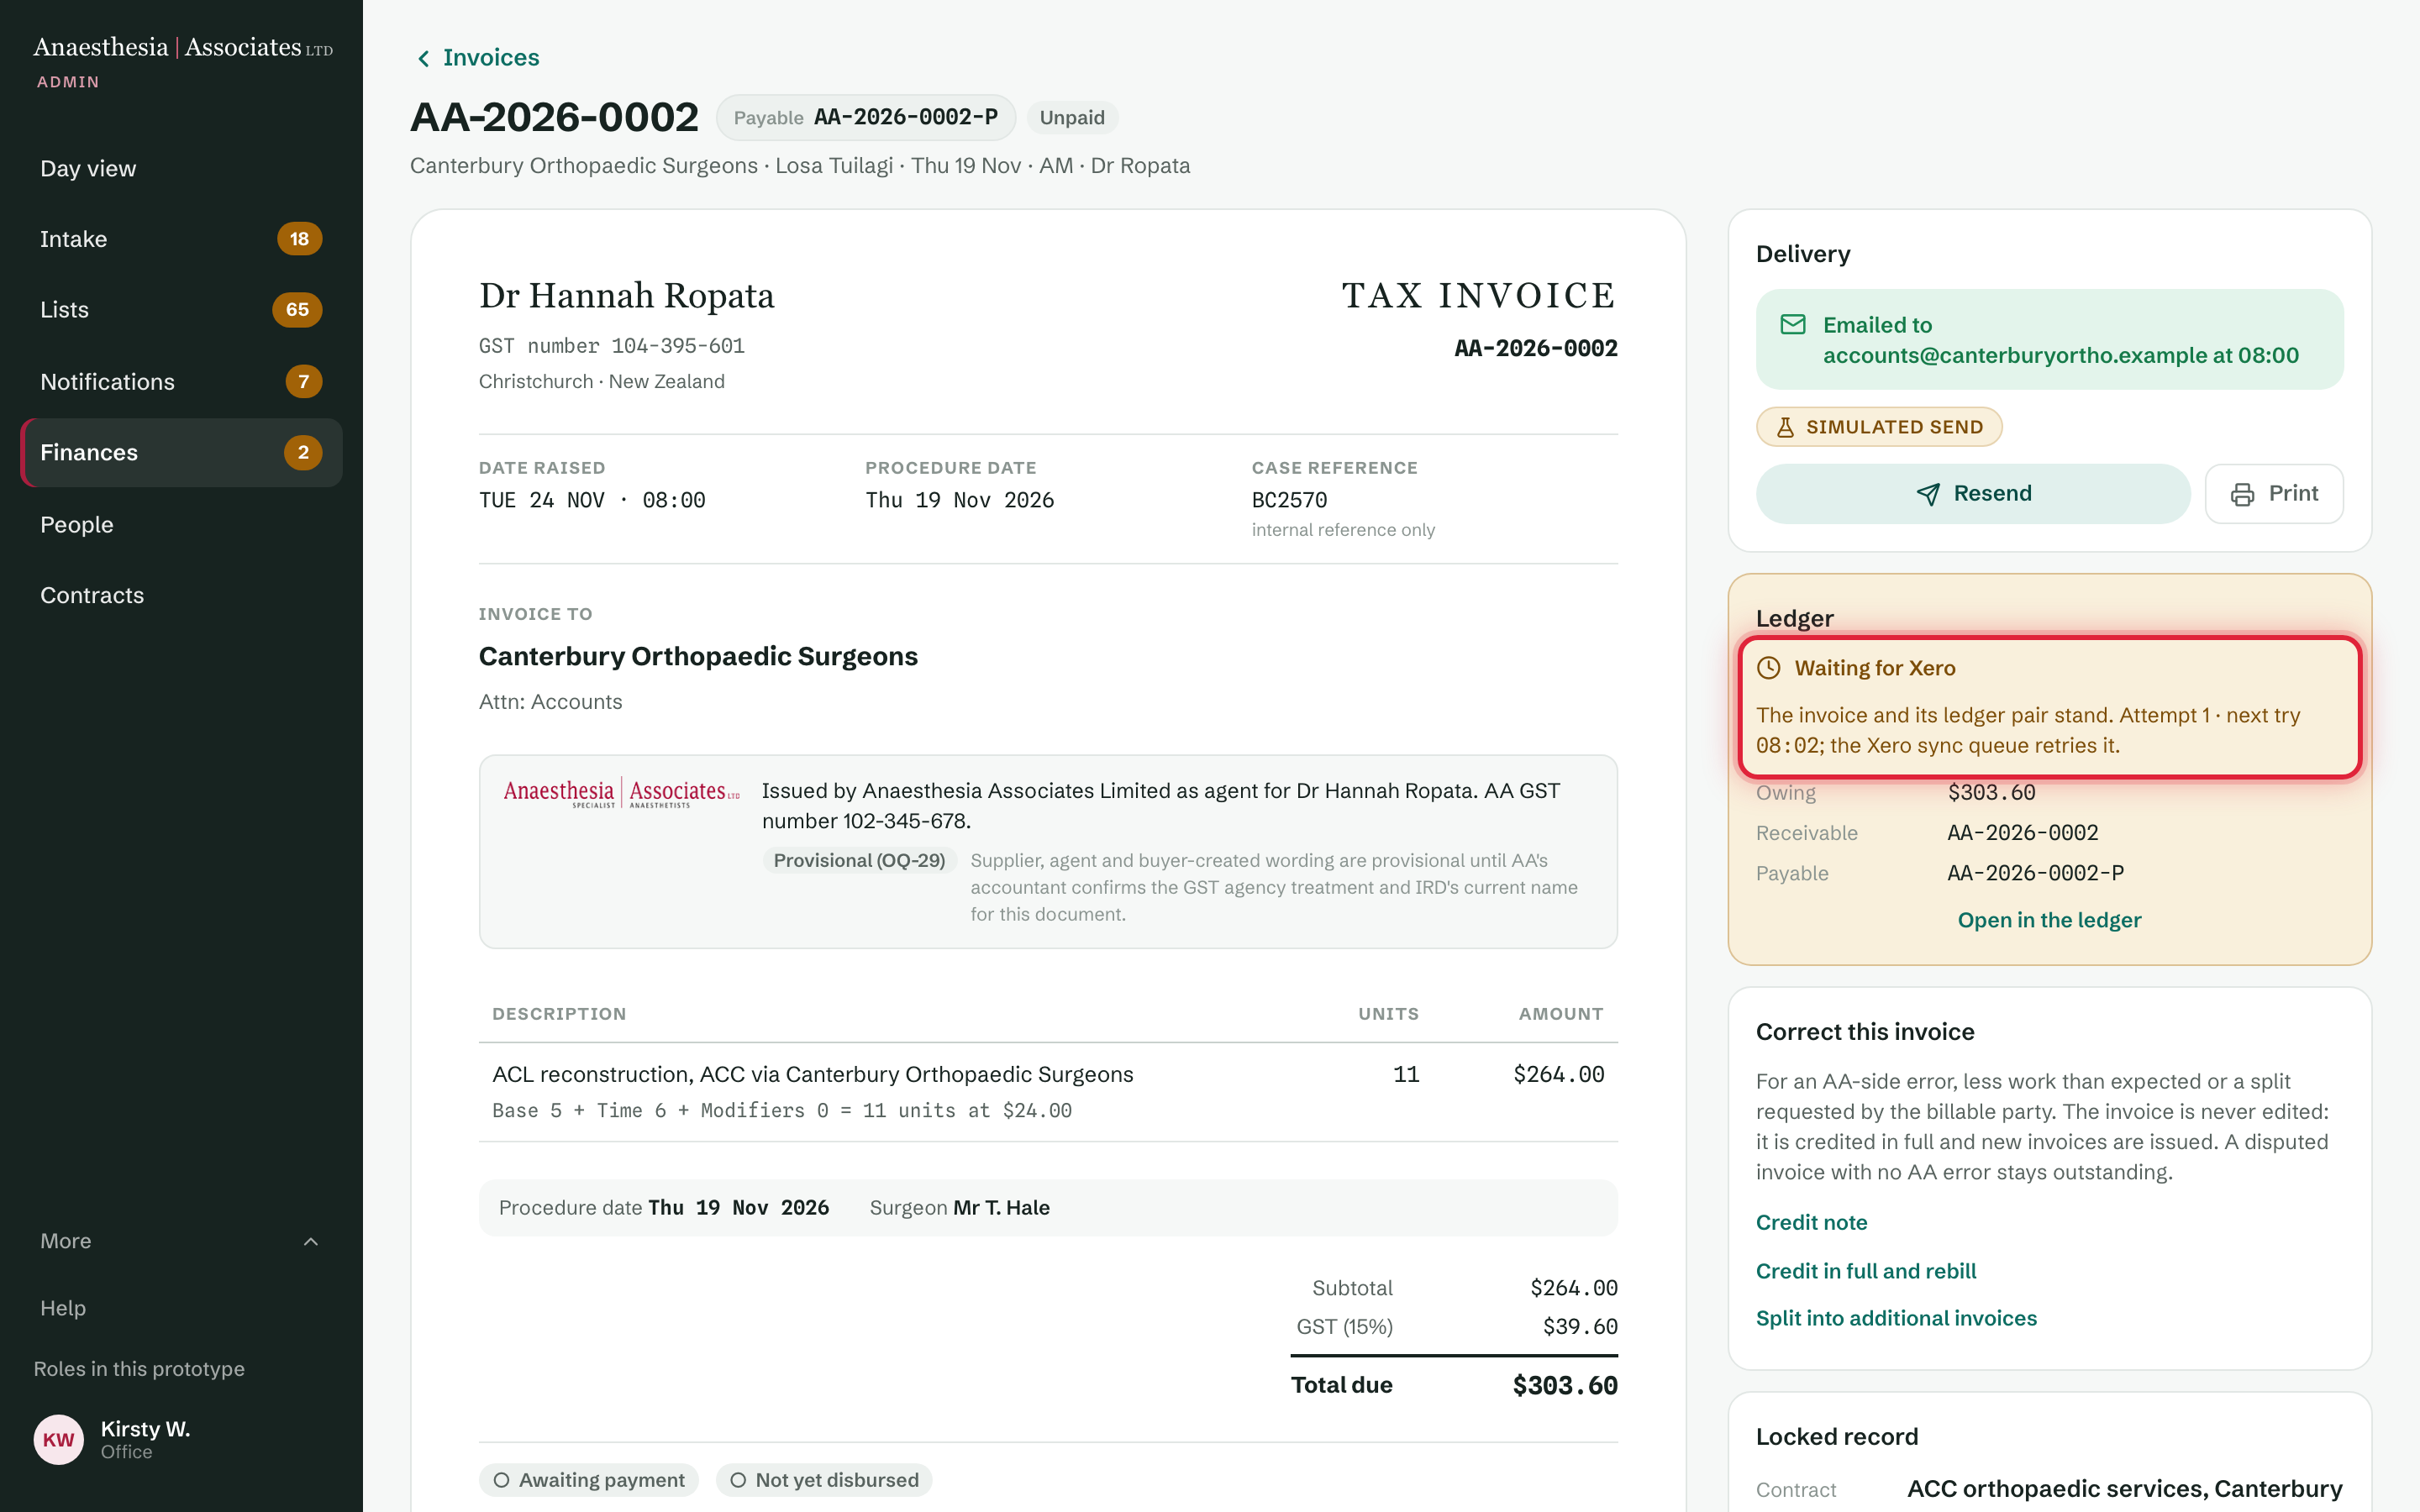 Anaesthesia | Associates LTD
ADMIN
Day view
Intake 18
Lists 65
Notifications 7
Finances 2
People
Contracts
More
Help
Roles in this prototype
KW
Kirsty W.
Office
Invoices
AA-2026-0002 Payable AA-2026-0002-P Unpaid
Canterbury Orthopaedic Surgeons · Losa Tuilagi · Thu 19 Nov · AM · Dr Ropata
Dr Hannah Ropata
GST number 104-395-601
Christchurch · New Zealand
TAX INVOICE
AA-2026-0002
DATE RAISED
TUE 24 NOV · 08:00
PROCEDURE DATE
Thu 19 Nov 2026
CASE REFERENCE
BC2570
internal reference only
INVOICE TO
Canterbury Orthopaedic Surgeons
Attn: Accounts
Anaesthesia | Associates LTD
SPECIALIST | ANAESTHETISTS
Issued by Anaesthesia Associates Limited as agent for Dr Hannah Ropata. AA GST
number 102-345-678.
Provisional (OQ-29)
Supplier, agent and buyer-created wording are provisional until AA's
accountant confirms the GST agency treatment and IRD's current name
for this document.
DESCRIPTION UNITS AMOUNT
ACL reconstruction, ACC via Canterbury Orthopaedic Surgeons 11 $264.00
Base 5 + Time 6 + Modifiers 0 = 11 units at $24.00
Procedure date Thu 19 Nov 2026 Surgeon Mr T. Hale
Subtotal $264.00
GST (15%) $39.60
Total due $303.60
Awaiting payment Not yet disbursed
Delivery
Emailed to
accounts@canterburyortho.example at 08:00
SIMULATED SEND
Resend Print
Ledger
Waiting for Xero
The invoice and its ledger pair stand. Attempt 1 · next try
08:02; the Xero sync queue retries it.
Owing $303.60
Receivable AA-2026-0002
Payable AA-2026-0002-P
Open in the ledger
Correct this invoice
For an AA-side error, less work than expected or a split
requested by the billable party. The invoice is never edited:
it is credited in full and new invoices are issued. A disputed
invoice with no AA error stays outstanding.
Credit note
Credit in full and rebill
Split into additional invoices
Locked record
Contract ACC orthopaedic services, Canterbury